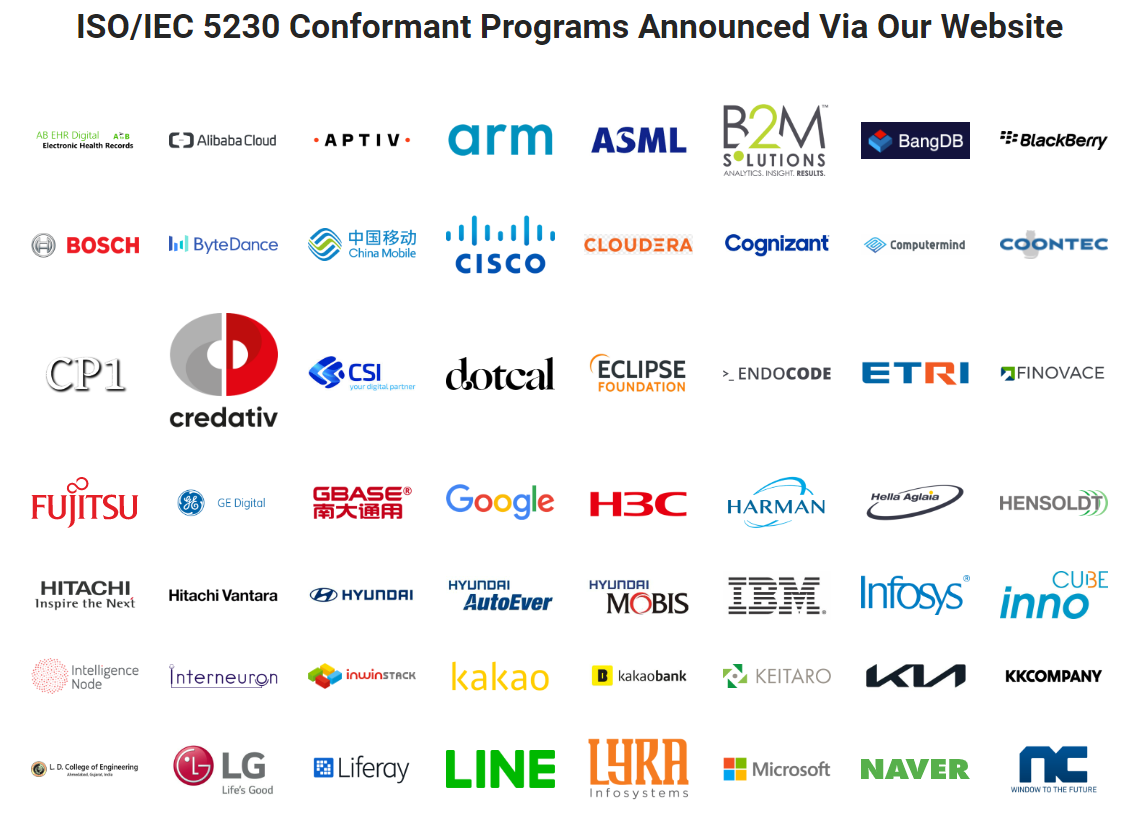 ISO/IEC 5230 Conformant Programs Announced Via Our Website
AB EHR Digital
Electronic Health Records
Alibaba Cloud
APTIV
arm
ASML
B2M™
SOLUTIONS
ANALYTICS. INSIGHT. RESULTS.
BangDB
BlackBerry
BOSCH
ByteDance
中国移动
China Mobile
CISCO
CLOUDERA
Cognizant
Computermind
COONTEC
CP1
credativ
CSI
your digital partner
dotcal
ECLIPSE
FOUNDATION
>_ ENDOCODE
ETRI
FINOVACE
FUJITSU
GE Digital
GBASE®
南大通用
Google
H3C
HARMAN
Hella Aglaia
HENSOLDT
HITACHI
Inspire the Next
Hitachi Vantara
HYUNDAI
HYUNDAI
AutoEver
HYUNDAI
MOBIS
IBM®
Infosys®
CUBE
inno
Intelligence
Node
Interneuron
inwinSTACK
kakao
B kakaobank
KEITARO
KIA
KKCOMPANY
L. D. College of Engineering
Ahmedabad, Gujarat, India
LG
Life's Good
Liferay
LINE
LYRA
Infosystems
Microsoft
NAVER
nc
WINDOW TO THE FUTURE